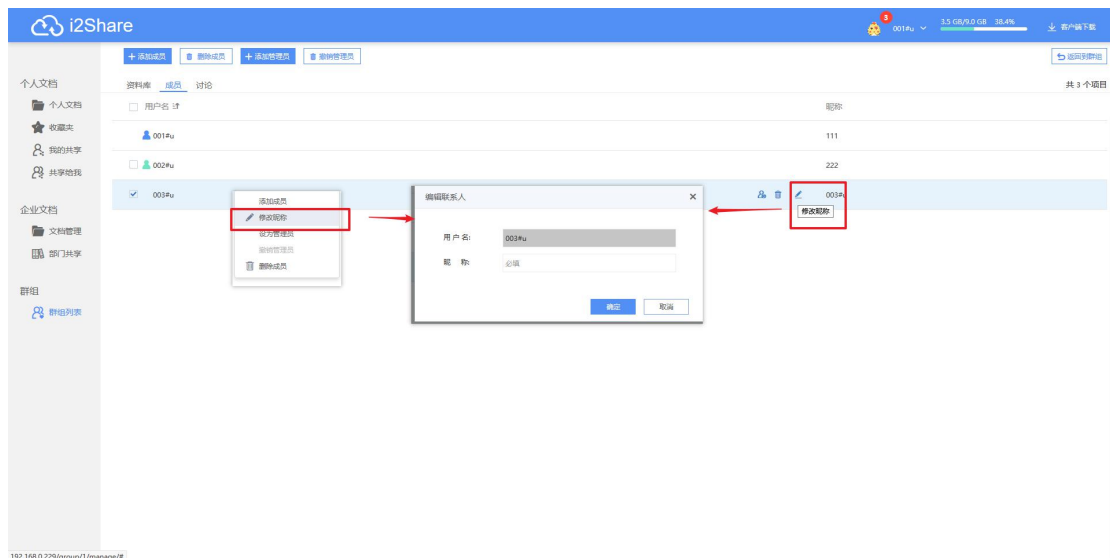 i2Share
3
001#u
3.5 GB/9.0 GB 38.4%
客户端下载
添加成员 删除成员 添加管理员 撤销管理员 返回到群组
个人文档
个人文档
收藏夹
我的共享
共享给我
企业文档
文档管理
部门共享
群组
群组列表
资料库 成员 讨论 共 3 个项目
用户名 昵称
001#u 111
002#u 222
003#u 003#u
修改昵称
添加成员
修改昵称
设为管理员
撤销管理员
删除成员
编辑联系人
用 户 名: 003#u
昵 称: 必填
确定 取消
192.168.0.229/group/1/manage/#